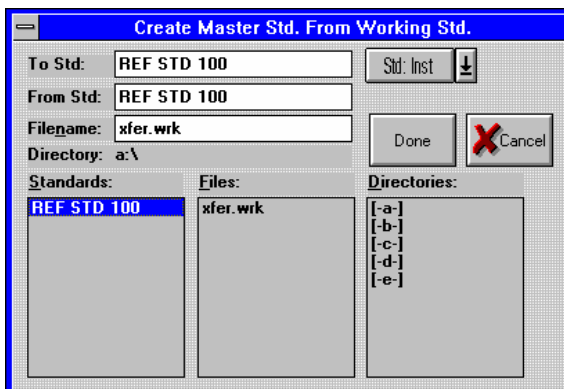 Create Master Std. From Working Std.
To Std: REF STD 100
Std: Inst
From Std: REF STD 100
Filename: xfer.wrk
Done
Cancel
Directory: a:\
Standards:
Files:
Directories:
REF STD 100
xfer.wrk
[-a-]
[-b-]
[-c-]
[-d-]
[-e-]